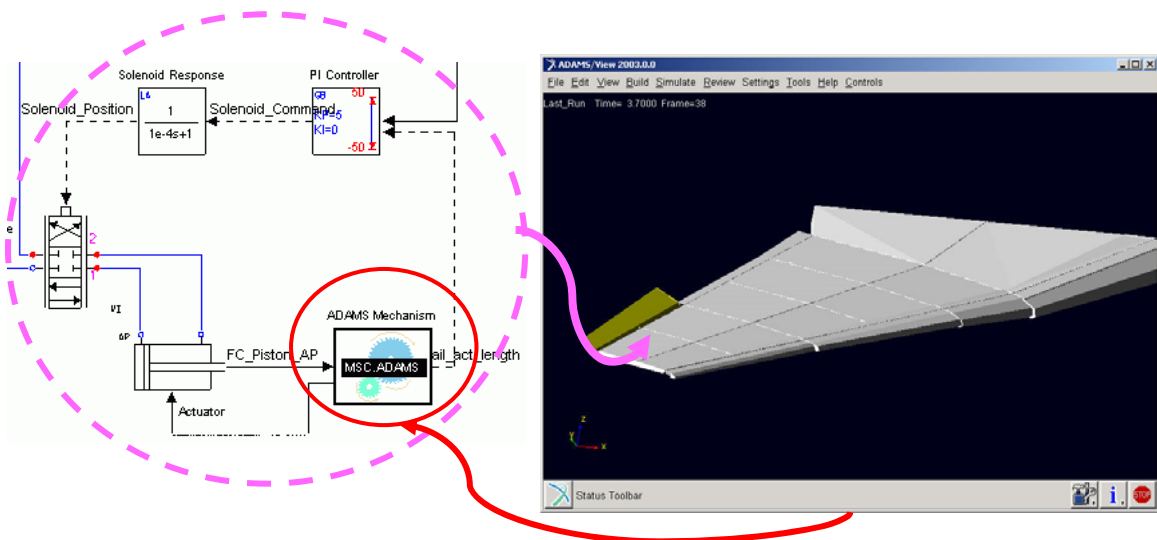 Solenoid Response
PI Controller
L4
1
1e-4s+1
Solenoid_Position
Solenoid_Command
50
KP=5
KI=0
-50
e
2
1
VI
AP
FC_Piston_AP
Actuator
ADAMS Mechanism
MSC.ADAMS
ail_act_length
ADAMS/View 2003.0.0
File Edit View Build Simulate Review Settings Tools Help Controls
Last_Run Time= 3.7000 Frame=38
Z
Y
X
Status Toolbar
i
STOP